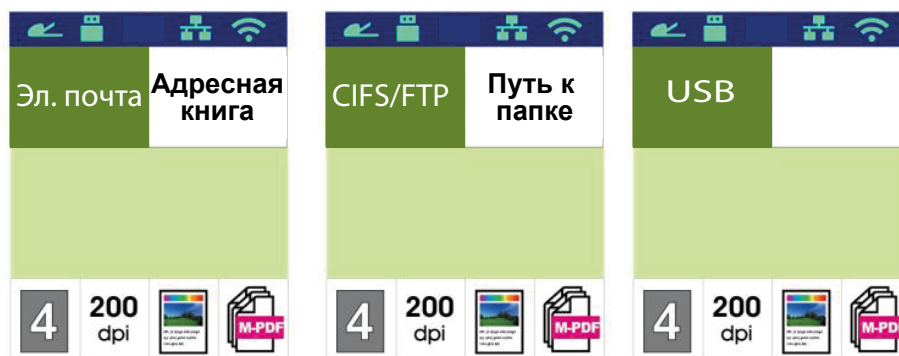 Эл. почта
Адресная
книга
4
200
dpi
M-PDF
CIFS/FTP
Путь к
папке
4
200
dpi
M-PDF
USB
4
200
dpi
M-PDF